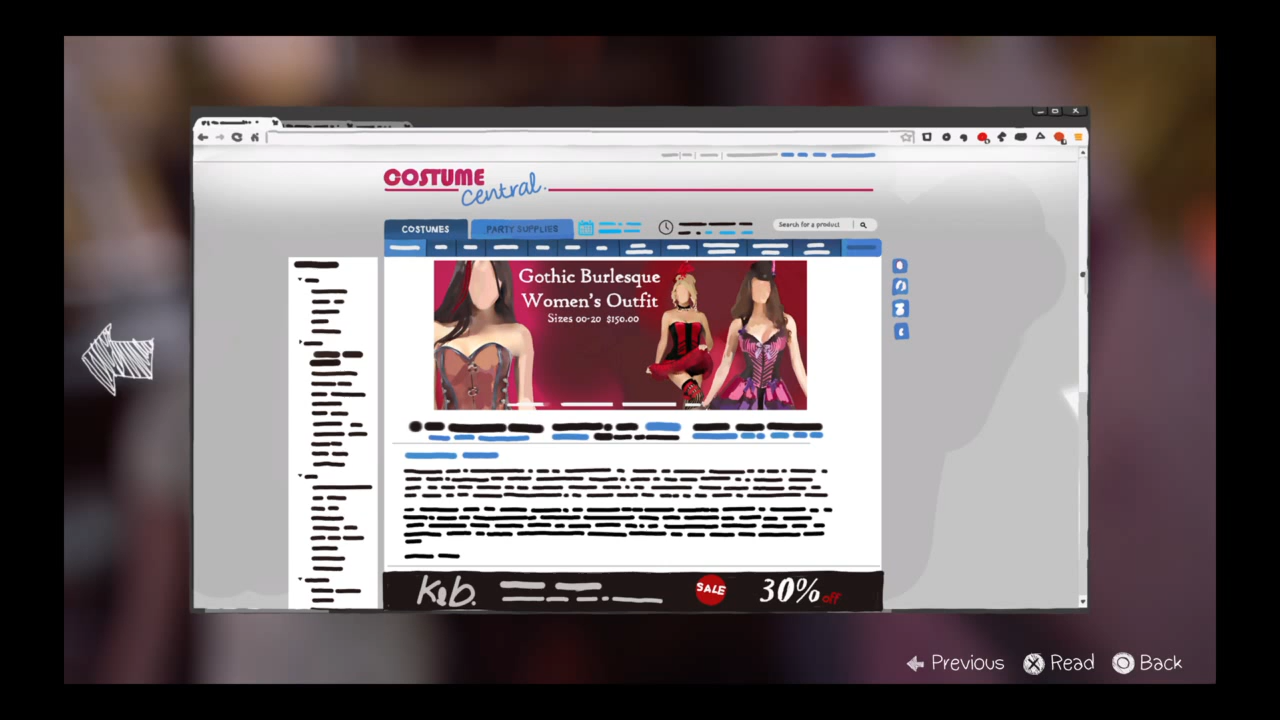 COSTUME
central.
COSTUMES
PARTY SUPPLIES
Search for a product
Gothic Burlesque
Women's Outfit
Sizes 00-20 $150.00
SALE
30% off
Previous
Read
Back